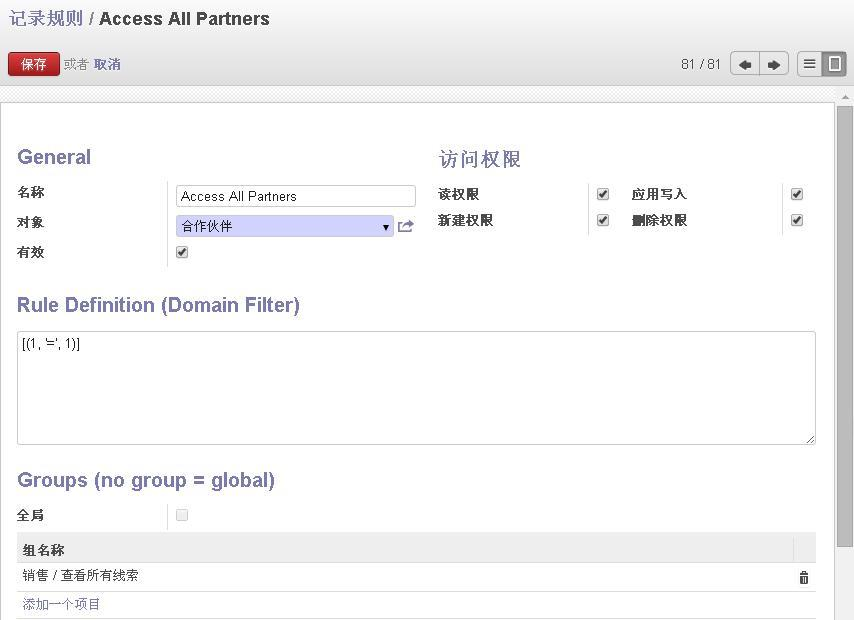 记录规则 / Access All Partners
保存 或者 取消
81 / 81
General
名称
Access All Partners
对象
合作伙伴
有效
访问权限
读权限
应用写入
新建权限
删除权限
Rule Definition (Domain Filter)
[(1, '=', 1)]
Groups (no group = global)
全局
组名称
销售 / 查看所有线索
添加一个项目